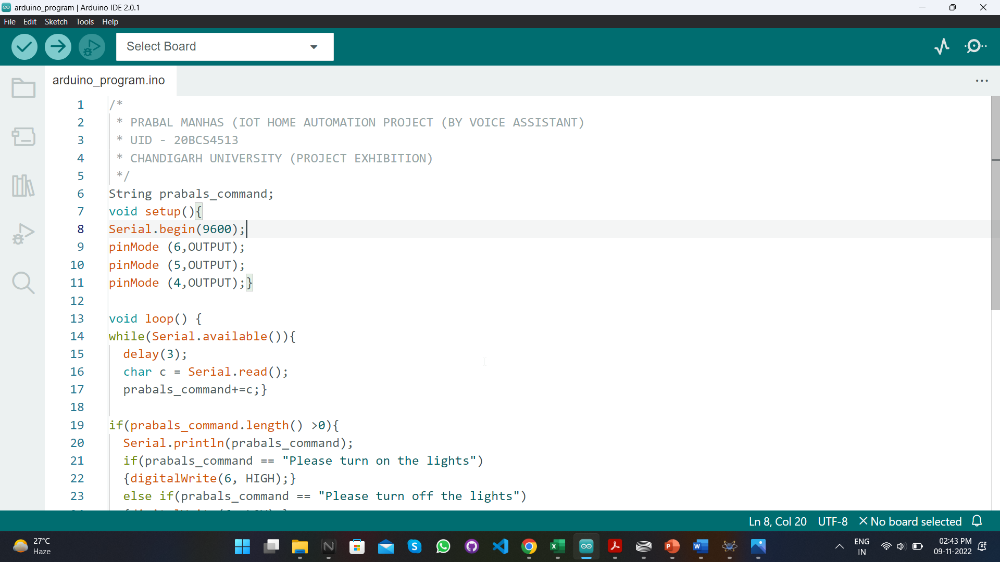 arduino_program | Arduino IDE 2.0.1
File Edit Sketch Tools Help
Select Board
arduino_program.ino
1 /*
2 * PRABAL MANHAS (IOT HOME AUTOMATION PROJECT (BY VOICE ASSISTANT)
3 * UID - 20BCS4513
4 * CHANDIGARH UNIVERSITY (PROJECT EXHIBITION)
5 */
6 String prabals_command;
7 void setup(){
8 Serial.begin(9600);
9 pinMode (6,OUTPUT);
10 pinMode (5,OUTPUT);
11 pinMode (4,OUTPUT);}
12
13 void loop() {
14 while(Serial.available()){
15 delay(3);
16 char c = Serial.read();
17 prabals_command+=c;}
18
19 if(prabals_command.length() >0){
20 Serial.println(prabals_command);
21 if(prabals_command == "Please turn on the lights")
22 {digitalWrite(6, HIGH);}
23 else if(prabals_command == "Please turn off the lights")
Ln 8, Col 20 UTF-8 No board selected
27°C
Haze
ENG
IN
02:43 PM
09-11-2022